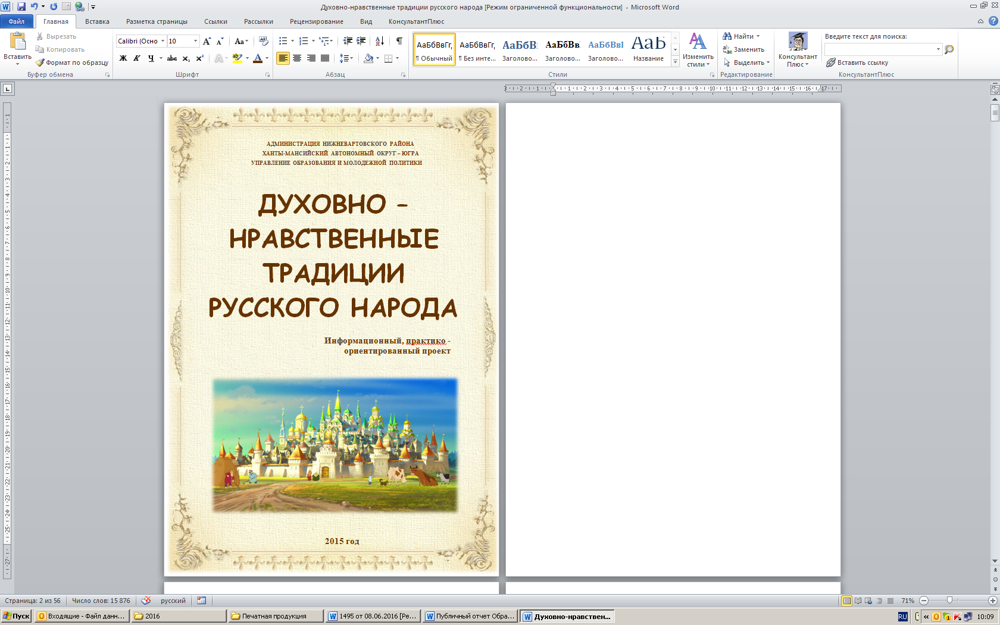 Духовно-нравственные традиции русского народа [Режим ограниченной функциональности] - Microsoft Word
Файл Главная Вставка Разметка страницы Ссылки Рассылки Рецензирование Вид КонсультантПлюс
Вставить
Вырезать
Копировать
Формат по образцу
Буфер обмена
Calibri (Осно 10
Ж К Ч abc x₂ x²
Шрифт
Абзац
АаБбВвГг, АаБбВвГг, АаБбВ АаБбВв АаБбВвІ АаБ
¶ Обычный ¶ Без инте... Заголово... Заголово... Заголово... Название
Изменить стили
Стили
Найти
Заменить
Выделить
Редактирование
Консультант Плюс
Введите текст для поиска:
Вставить ссылку
КонсультантПлюс
АДМИНИСТРАЦИЯ НИЖНЕВАРТОВСКОГО РАЙОНА
ХАНТЫ-МАНСИЙСКИЙ АВТОНОМНЫЙ ОКРУГ – ЮГРА
УПРАВЛЕНИЕ ОБРАЗОВАНИЯ И МОЛОДЕЖНОЙ ПОЛИТИКИ
ДУХОВНО –
НРАВСТВЕННЫЕ
ТРАДИЦИИ
РУССКОГО НАРОДА
Информационный, практико -
ориентированный проект
2015 год
Страница: 2 из 56 Число слов: 15 876 русский 71%
Пуск Входящие - Файл данн... 2016 Печатная продукция 1495 от 08.06.2016 [Ре... Публичный отчет Обра... Духовно-нравствен... RU 10:09